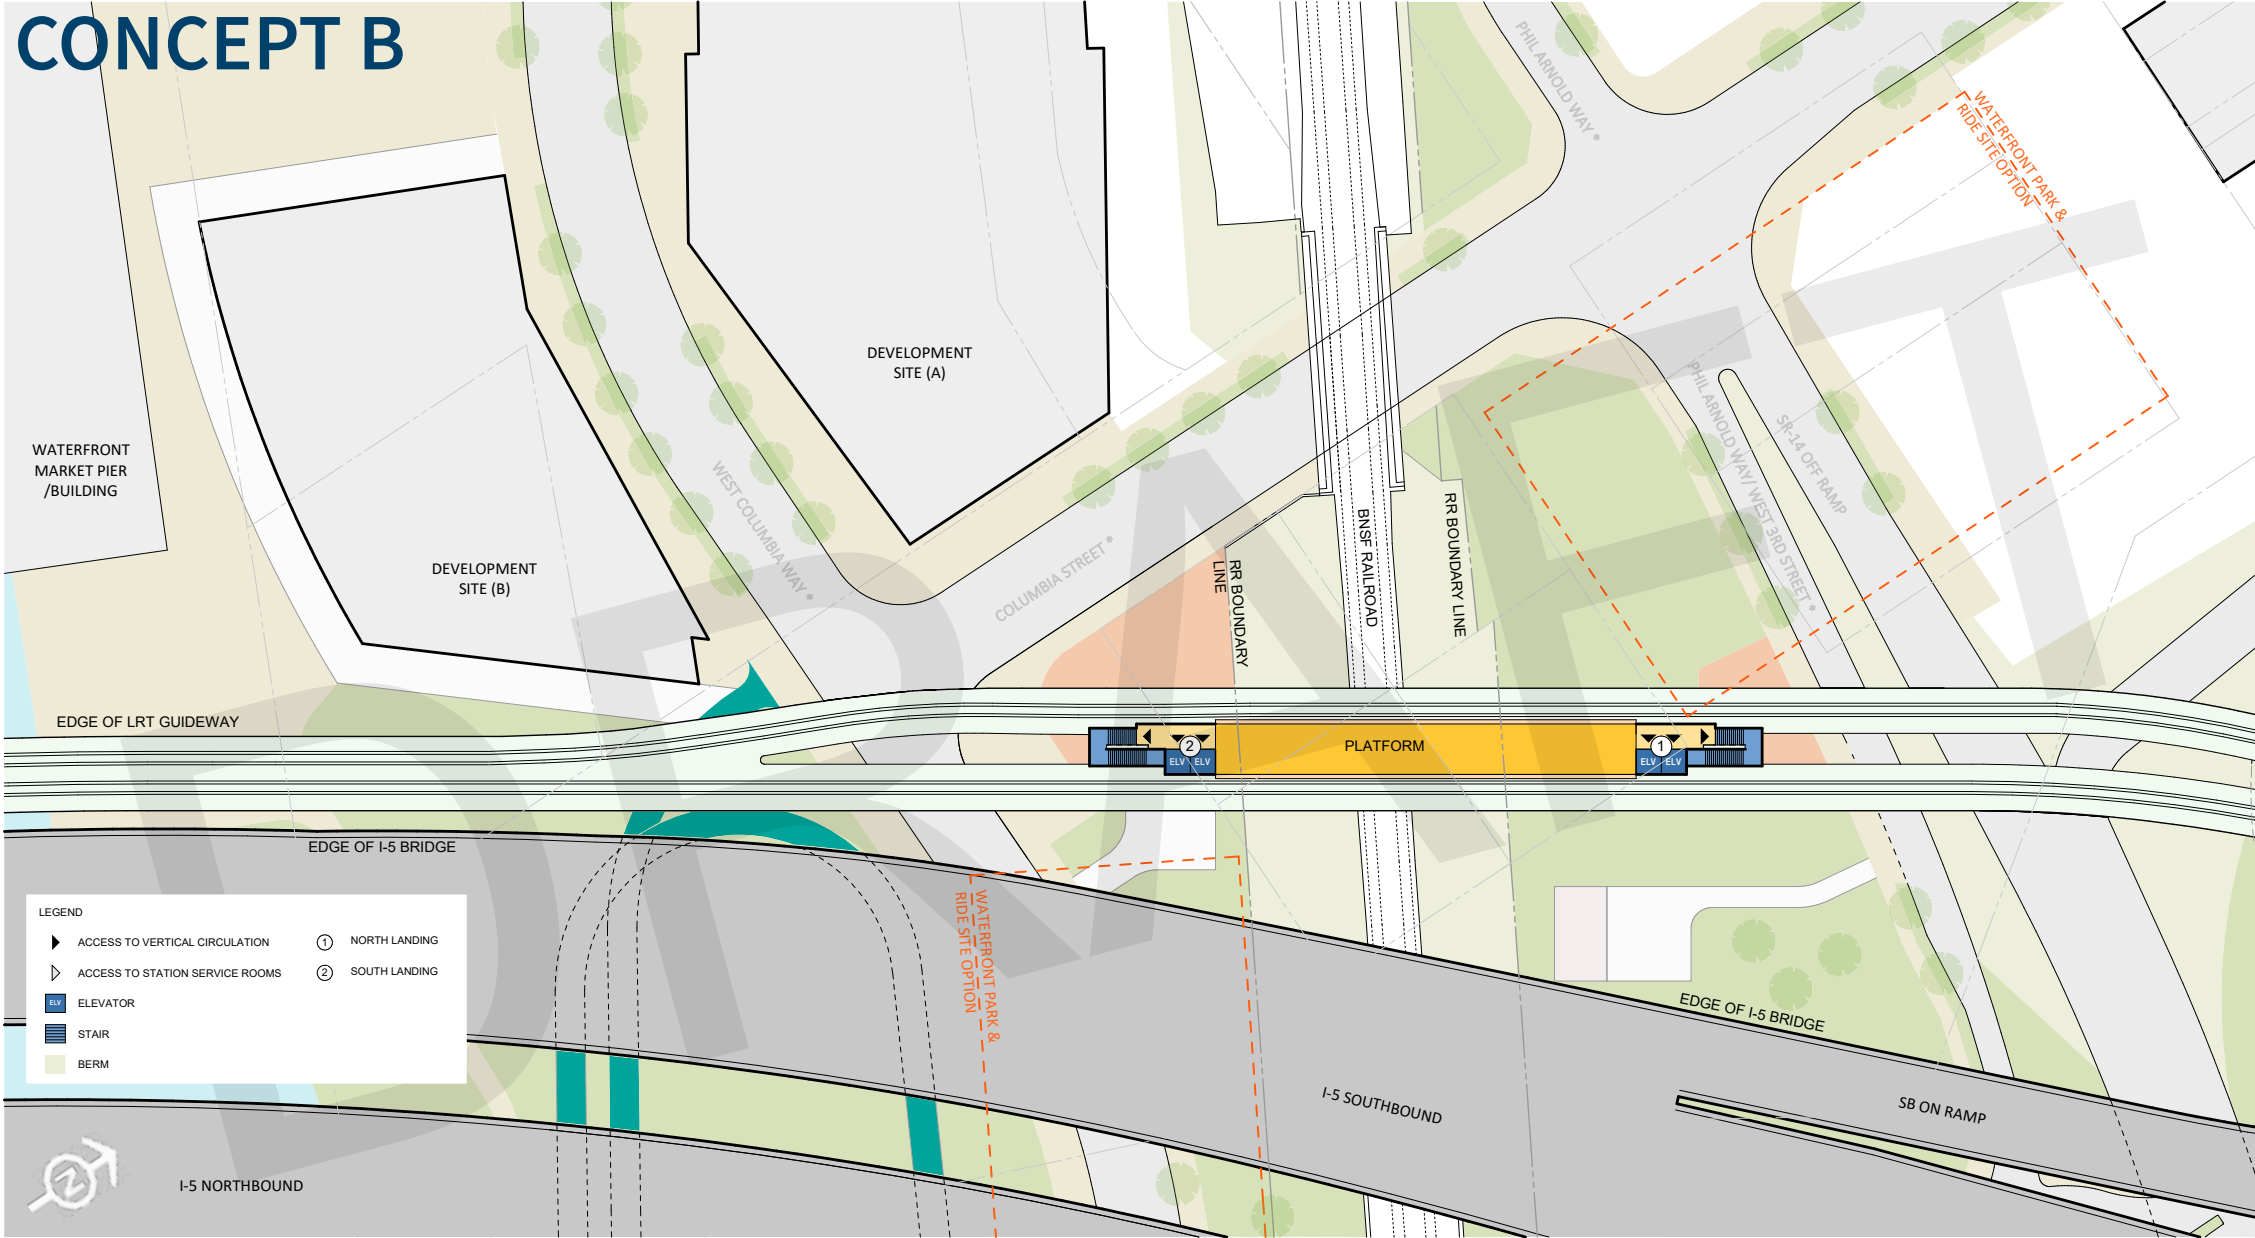 CONCEPT B
PHIL ARNOLD WAY *
WATERFRONT PARK &
RIDE SITE OPTION
DEVELOPMENT
SITE (A)
PHIL ARNOLD WAY/ WEST 3RD STREET *
SR-14 OFF RAMP
WATERFRONT
MARKET PIER
/BUILDING
WEST COLUMBIA WAY *
DEVELOPMENT
SITE (B)
COLUMBIA STREET *
RR BOUNDARY
LINE
BNSF RAILROAD
RR BOUNDARY LINE
DRAFT
EDGE OF LRT GUIDEWAY
2
ELV
ELV
PLATFORM
1
ELV
ELV
EDGE OF I-5 BRIDGE
WATERFRONT PARK &
RIDE SITE OPTION
LEGEND
ACCESS TO VERTICAL CIRCULATION
1 NORTH LANDING
ACCESS TO STATION SERVICE ROOMS
2 SOUTH LANDING
ELV ELEVATOR
STAIR
BERM
EDGE OF I-5 BRIDGE
I-5 SOUTHBOUND
SB ON RAMP
I-5 NORTHBOUND
N